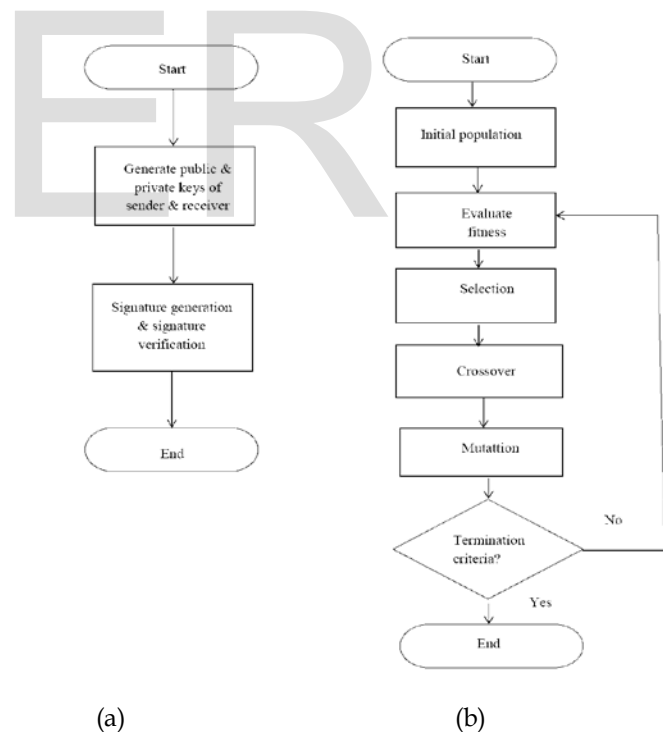 ER
Start
Generate public &
private keys of
sender & receiver
Signature generation
& signature
verification
End
(a)
Start
Initial population
Evaluate
fitness
Selection
Crossover
Mutattion
Termination
criteria?
No
Yes
End
(b)